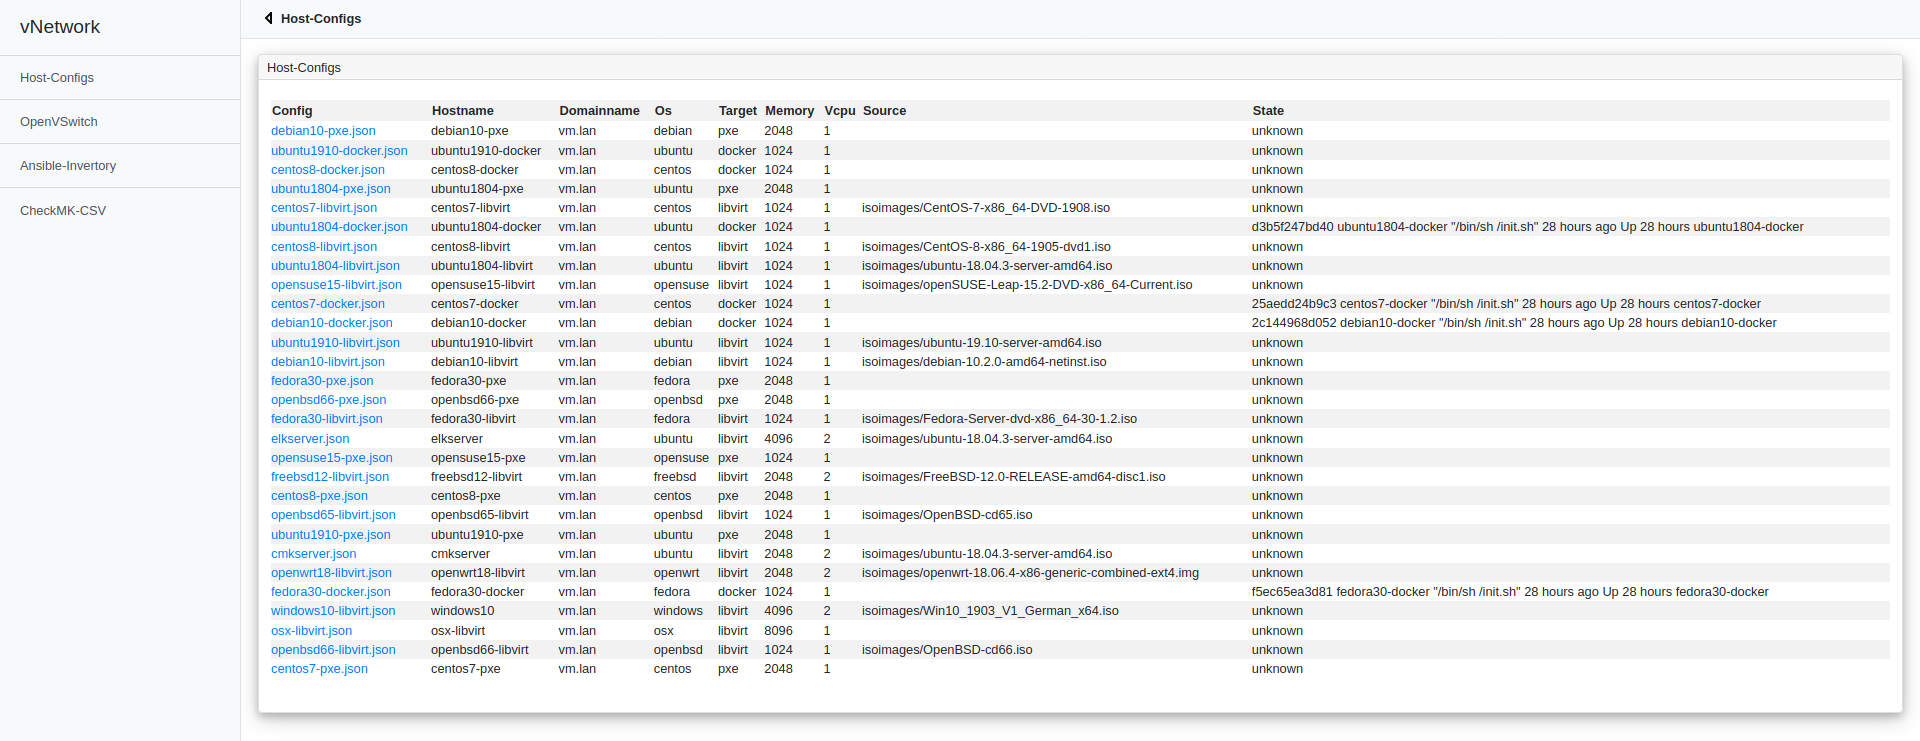 vNetwork
Host-Configs
OpenVSwitch
Ansible-Invertory
CheckMK-CSV
Host-Configs
Host-Configs
Config Hostname Domainname Os Target Memory Vcpu Source State
debian10-pxe.json debian10-pxe vm.lan debian pxe 2048 1 unknown
ubuntu1910-docker.json ubuntu1910-docker vm.lan ubuntu docker 1024 1 unknown
centos8-docker.json centos8-docker vm.lan centos docker 1024 1 unknown
ubuntu1804-pxe.json ubuntu1804-pxe vm.lan ubuntu pxe 2048 1 unknown
centos7-libvirt.json centos7-libvirt vm.lan centos libvirt 1024 1 isoimages/CentOS-7-x86_64-DVD-1908.iso unknown
ubuntu1804-docker.json ubuntu1804-docker vm.lan ubuntu docker 1024 1 d3b5f247bd40 ubuntu1804-docker "/bin/sh /init.sh" 28 hours ago Up 28 hours ubuntu1804-docker
centos8-libvirt.json centos8-libvirt vm.lan centos libvirt 1024 1 isoimages/CentOS-8-x86_64-1905-dvd1.iso unknown
ubuntu1804-libvirt.json ubuntu1804-libvirt vm.lan ubuntu libvirt 1024 1 isoimages/ubuntu-18.04.3-server-amd64.iso unknown
opensuse15-libvirt.json opensuse15-libvirt vm.lan opensuse libvirt 1024 1 isoimages/openSUSE-Leap-15.2-DVD-x86_64-Current.iso unknown
centos7-docker.json centos7-docker vm.lan centos docker 1024 1 25aedd24b9c3 centos7-docker "/bin/sh /init.sh" 28 hours ago Up 28 hours centos7-docker
debian10-docker.json debian10-docker vm.lan debian docker 1024 1 2c144968d052 debian10-docker "/bin/sh /init.sh" 28 hours ago Up 28 hours debian10-docker
ubuntu1910-libvirt.json ubuntu1910-libvirt vm.lan ubuntu libvirt 1024 1 isoimages/ubuntu-19.10-server-amd64.iso unknown
debian10-libvirt.json debian10-libvirt vm.lan debian libvirt 1024 1 isoimages/debian-10.2.0-amd64-netinst.iso unknown
fedora30-pxe.json fedora30-pxe vm.lan fedora pxe 2048 1 unknown
openbsd66-pxe.json openbsd66-pxe vm.lan openbsd pxe 2048 1 unknown
fedora30-libvirt.json fedora30-libvirt vm.lan fedora libvirt 1024 1 isoimages/Fedora-Server-dvd-x86_64-30-1.2.iso unknown
elkserver.json elkserver vm.lan ubuntu libvirt 4096 2 isoimages/ubuntu-18.04.3-server-amd64.iso unknown
opensuse15-pxe.json opensuse15-pxe vm.lan opensuse pxe 1024 1 unknown
freebsd12-libvirt.json freebsd12-libvirt vm.lan freebsd libvirt 2048 2 isoimages/FreeBSD-12.0-RELEASE-amd64-disc1.iso unknown
centos8-pxe.json centos8-pxe vm.lan centos pxe 2048 1 unknown
openbsd65-libvirt.json openbsd65-libvirt vm.lan openbsd libvirt 1024 1 isoimages/OpenBSD-cd65.iso unknown
ubuntu1910-pxe.json ubuntu1910-pxe vm.lan ubuntu pxe 2048 1 unknown
cmkserver.json cmkserver vm.lan ubuntu libvirt 2048 2 isoimages/ubuntu-18.04.3-server-amd64.iso unknown
openwrt18-libvirt.json openwrt18-libvirt vm.lan openwrt libvirt 2048 2 isoimages/openwrt-18.06.4-x86-generic-combined-ext4.img unknown
fedora30-docker.json fedora30-docker vm.lan fedora docker 1024 1 f5ec65ea3d81 fedora30-docker "/bin/sh /init.sh" 28 hours ago Up 28 hours fedora30-docker
windows10-libvirt.json windows10 vm.lan windows libvirt 4096 2 isoimages/Win10_1903_V1_German_x64.iso unknown
osx-libvirt.json osx-libvirt vm.lan osx libvirt 8096 1 unknown
openbsd66-libvirt.json openbsd66-libvirt vm.lan openbsd libvirt 1024 1 isoimages/OpenBSD-cd66.iso unknown
centos7-pxe.json centos7-pxe vm.lan centos pxe 2048 1 unknown